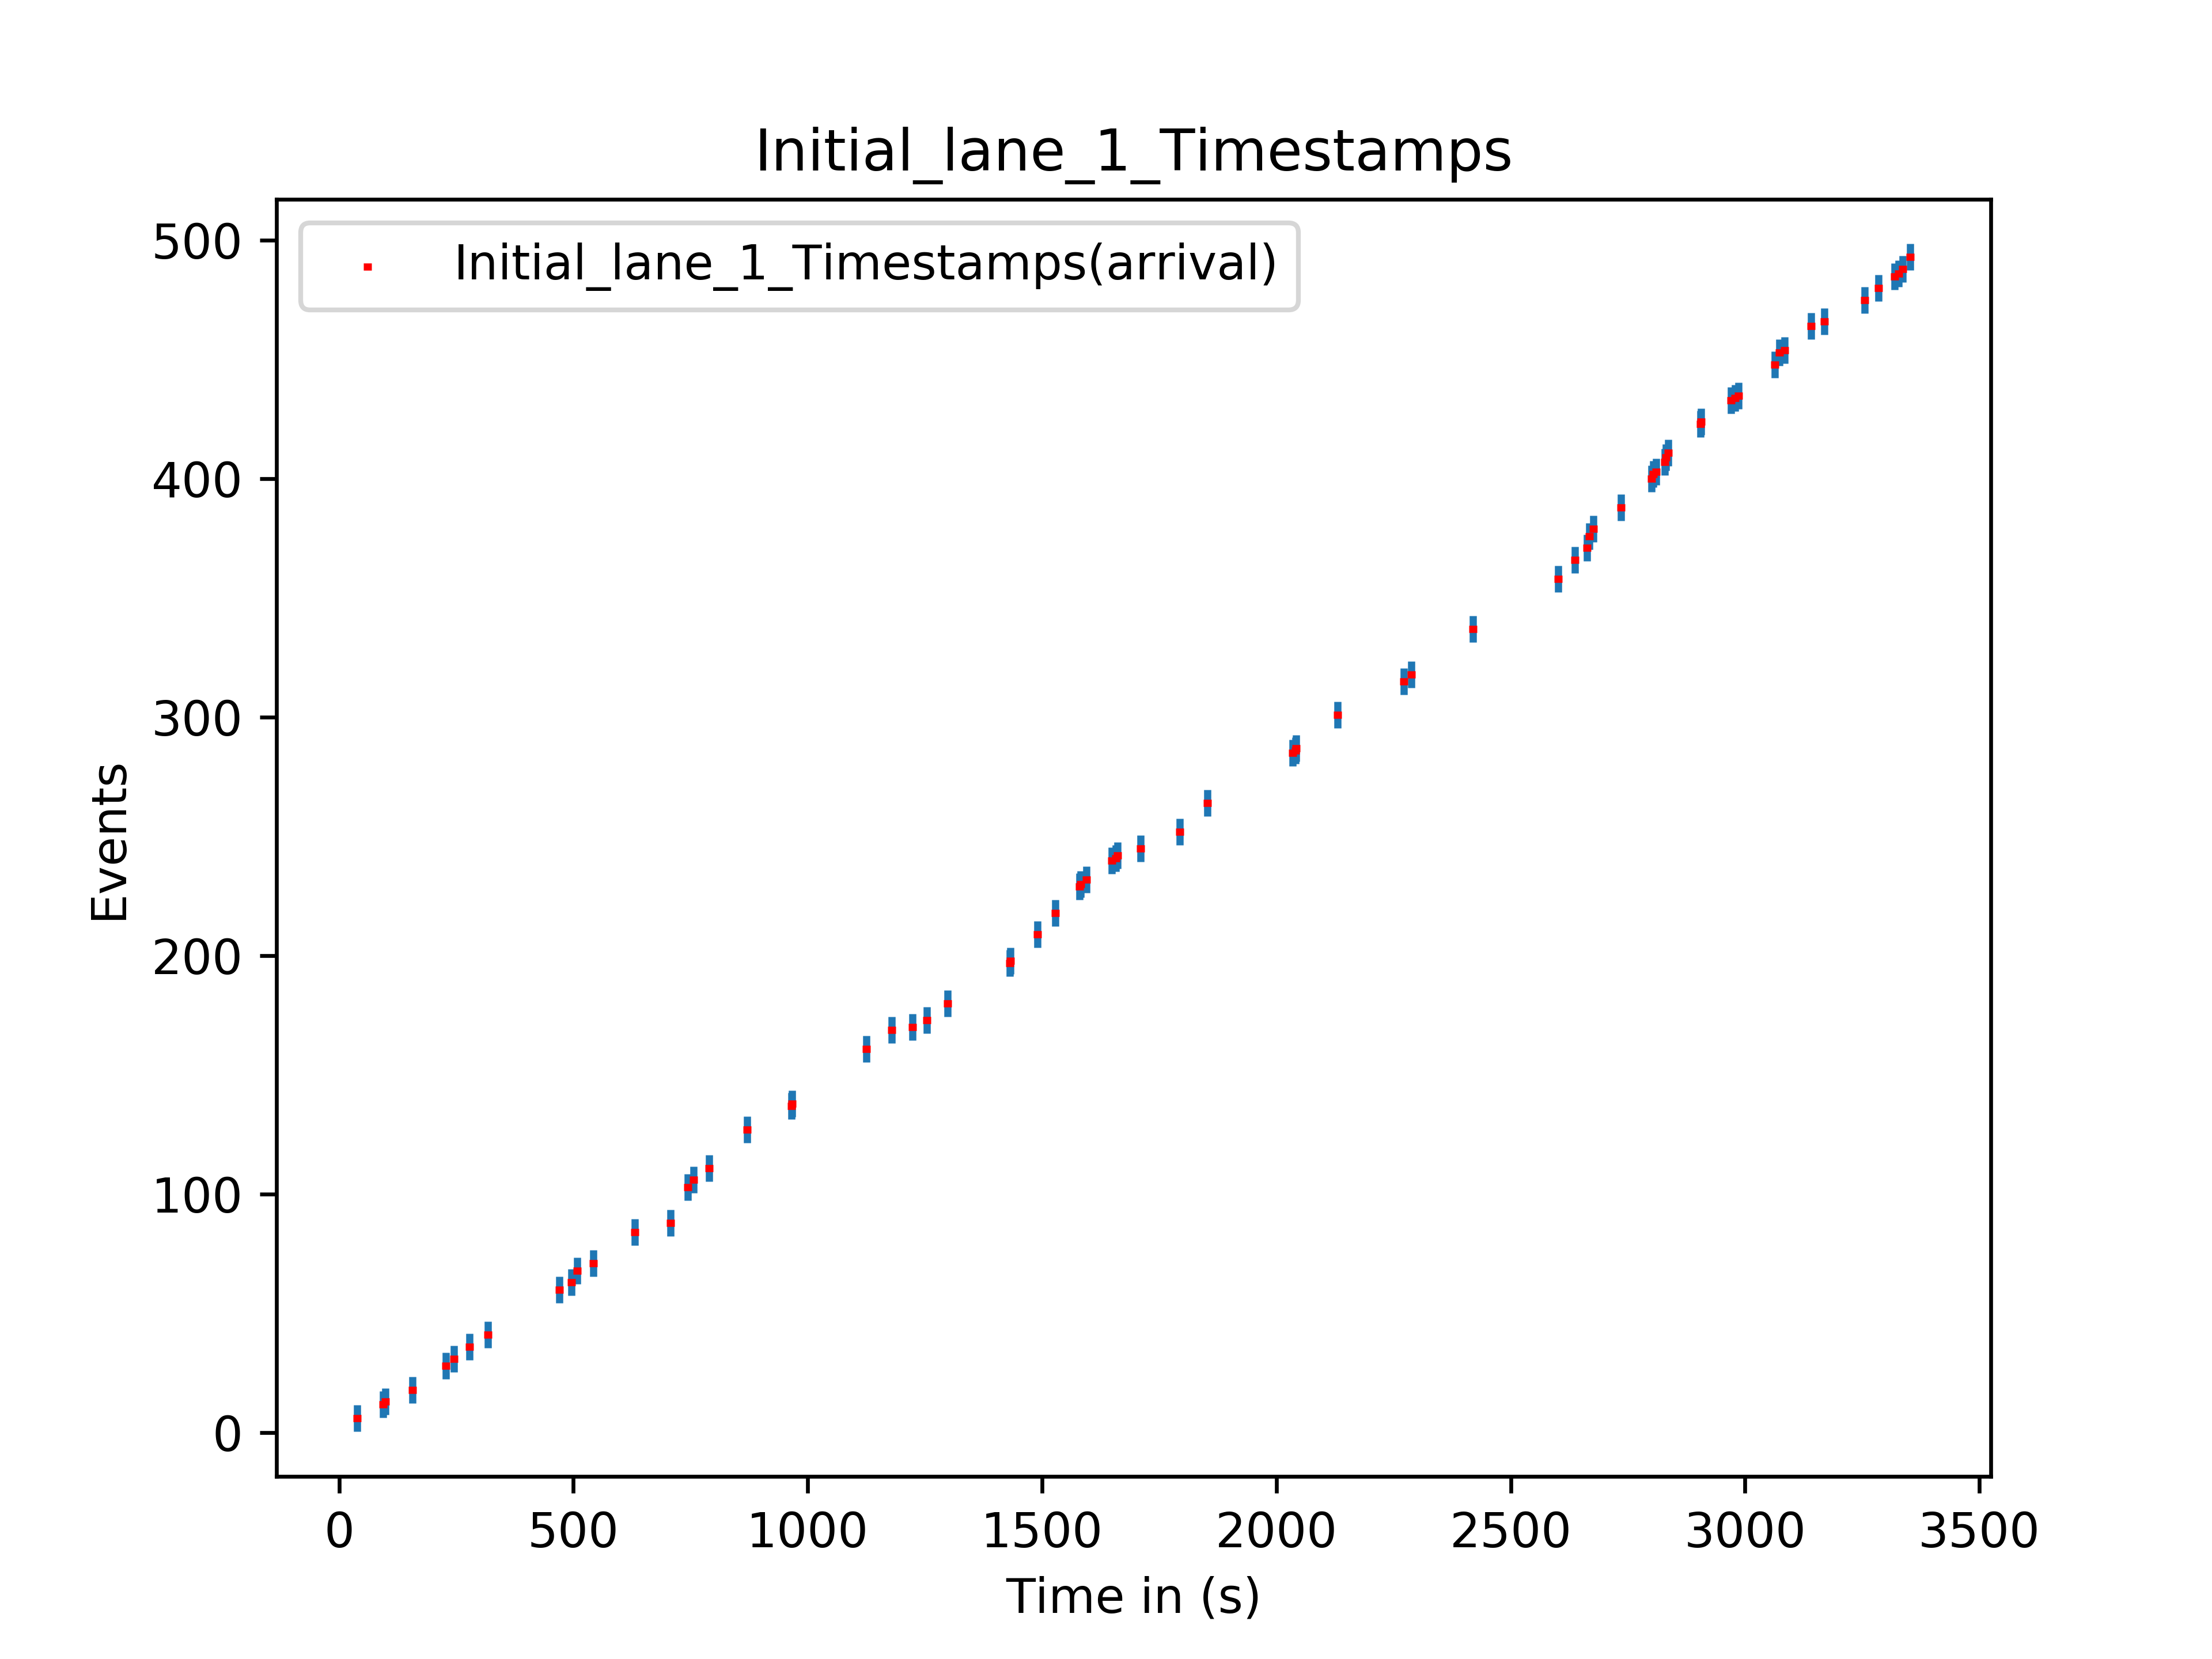 Initial_lane_1_Timestamps
Initial_lane_1_Timestamps(arrival)
500
400
300
200
100
0
Events
0 500 1000 1500 2000 2500 3000 3500
Time in (s)